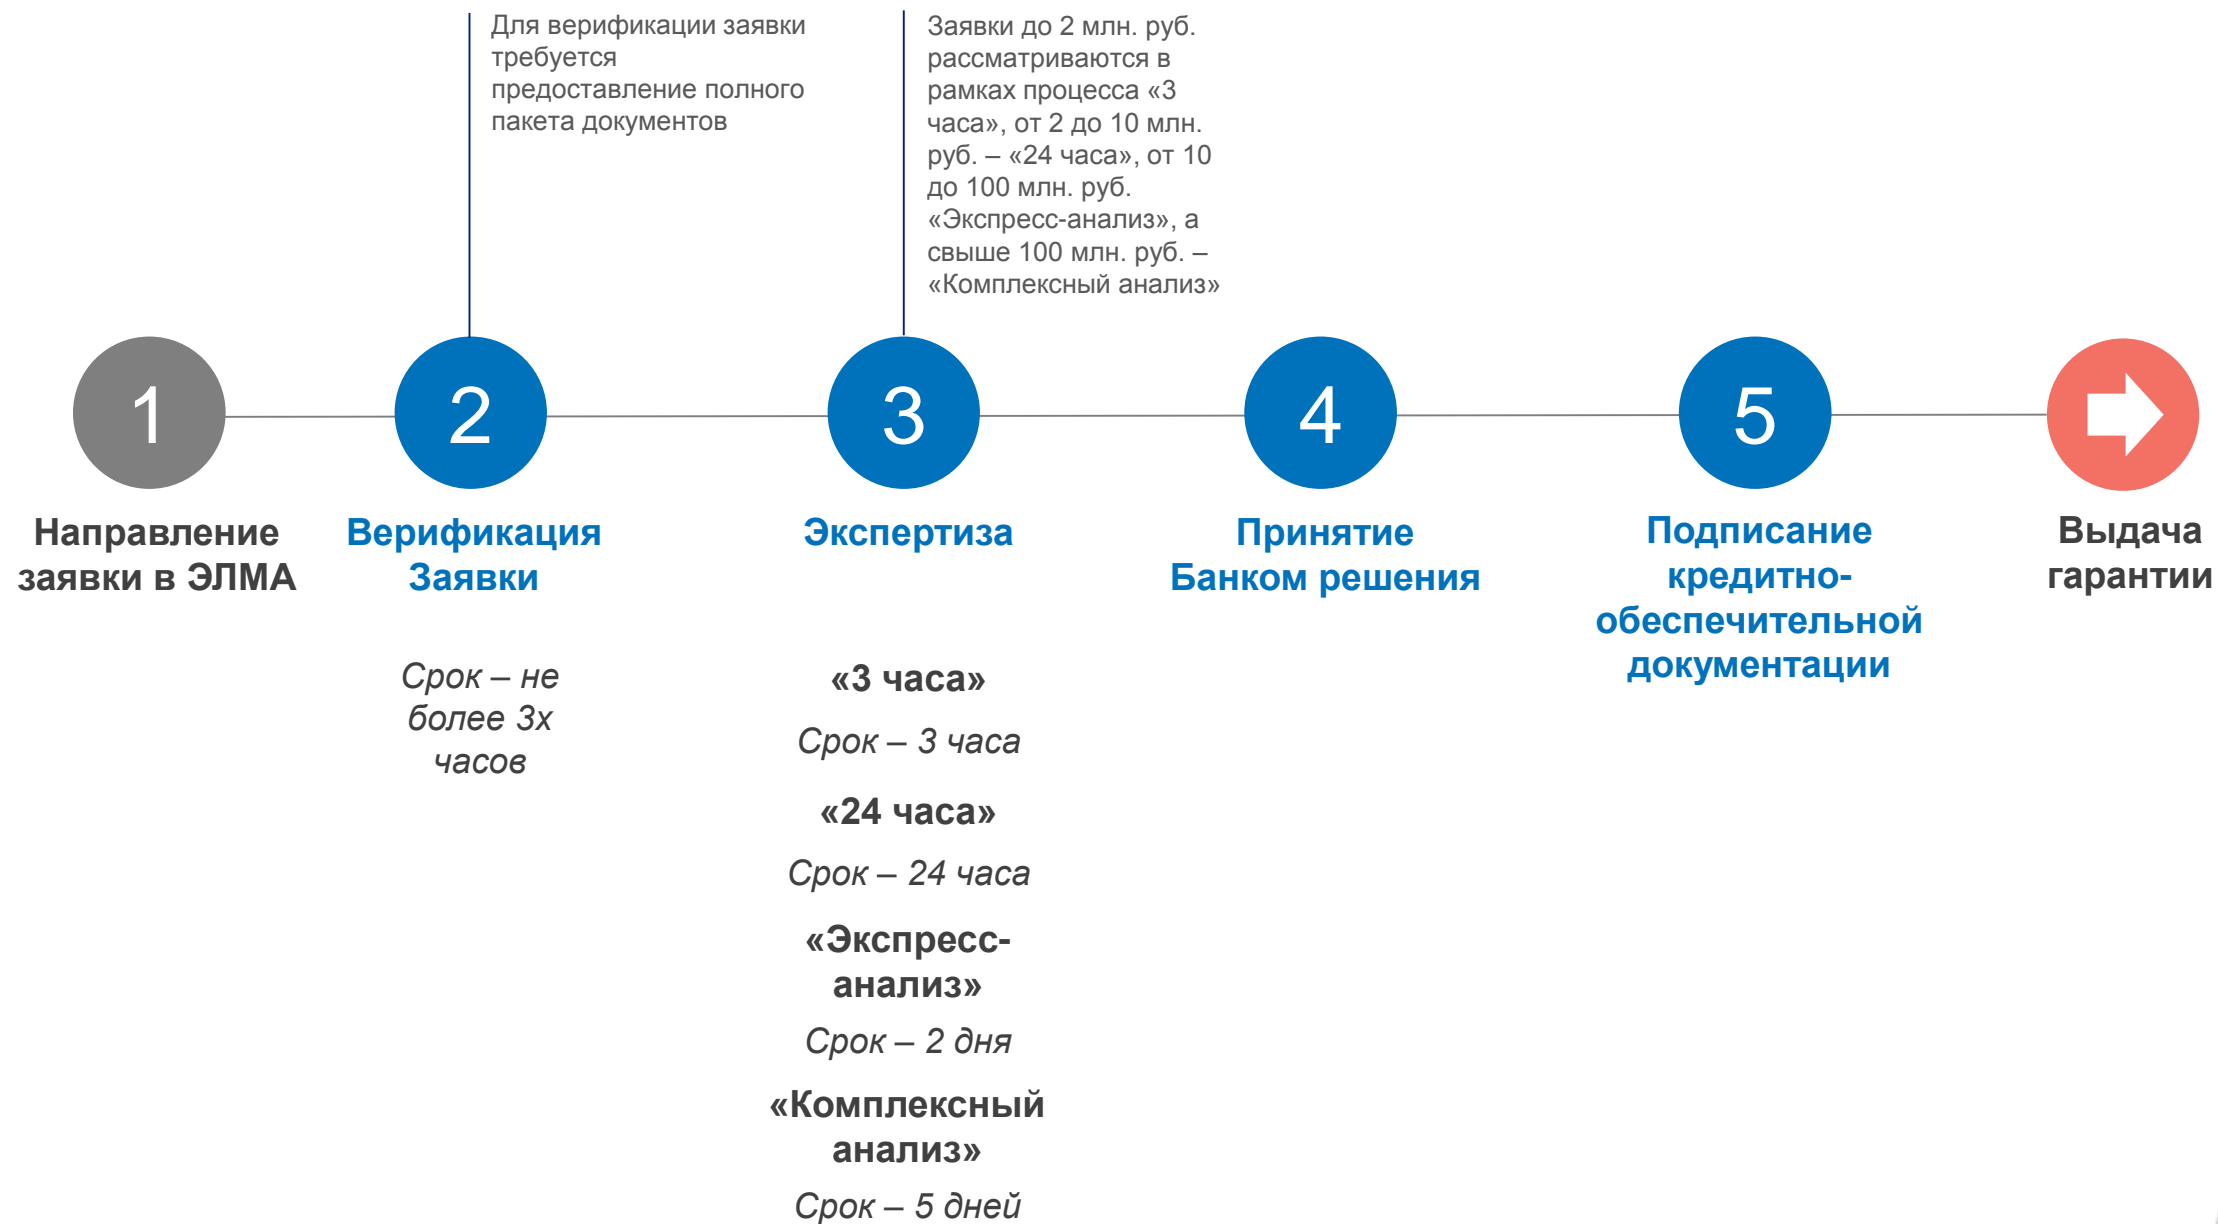 Для верификации заявки
требуется
предоставление полного
пакета документов
Заявки до 2 млн. руб.
рассматриваются в
рамках процесса «3
часа», от 2 до 10 млн.
руб. – «24 часа», от 10
до 100 млн. руб.
«Экспресс-анализ», а
свыше 100 млн. руб. –
«Комплексный анализ»
1
2
3
4
5
Направление
заявки в ЭЛМА
Верификация
Заявки
Экспертиза
Принятие
Банком решения
Подписание
кредитно-
обеспечительной
документации
Выдача
гарантии
Срок – не
более 3х
часов
«3 часа»
Срок – 3 часа
«24 часа»
Срок – 24 часа
«Экспресс-
анализ»
Срок – 2 дня
«Комплексный
анализ»
Срок – 5 дней